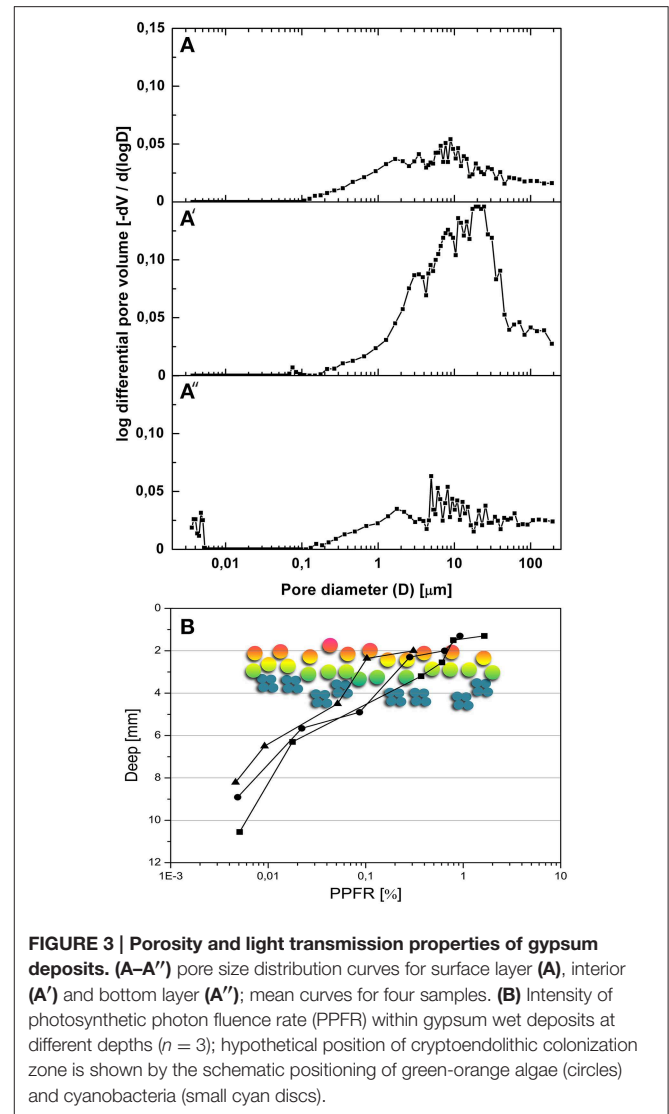 0,15
A
0,10
0,05
0
A′
0,10
0,05
0
A″
0,10
0,05
0
log differential pore volume [-dV / d(logD]
0,01 0,1 1 10 100
Pore diameter (D) [µm]
0
B
2
4
6
8
10
12
Deep [mm]
1E-3 0,01 0,1 1 10
PPFR [%]
FIGURE 3 | Porosity and light transmission properties of gypsum
deposits. (A–A″) pore size distribution curves for surface layer (A), interior
(A′) and bottom layer (A″); mean curves for four samples. (B) Intensity of
photosynthetic photon fluence rate (PPFR) within gypsum wet deposits at
different depths (n = 3); hypothetical position of cryptoendolithic colonization
zone is shown by the schematic positioning of green-orange algae (circles)
and cyanobacteria (small cyan discs).